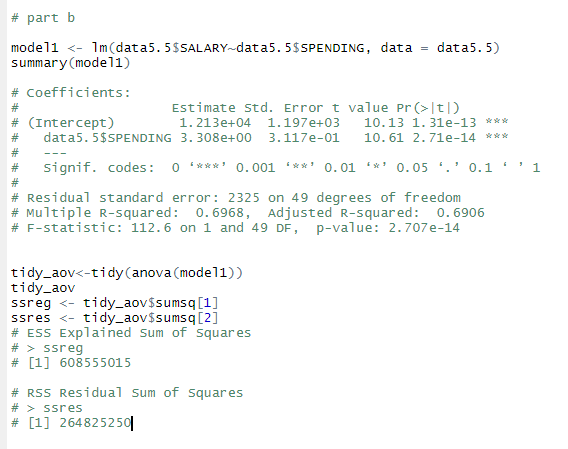 # part b
model1 <- lm(data5.5$SALARY~data5.5$SPENDING, data = data5.5)
summary(model1)
# Coefficients:
#                    Estimate Std. Error t value Pr(>|t|)
# (Intercept)        1.213e+04  1.197e+03   10.13 1.31e-13 ***
#   data5.5$SPENDING 3.308e+00  3.117e-01   10.61 2.71e-14 ***
#   ---
#   Signif. codes:  0 ‘***’ 0.001 ‘**’ 0.01 ‘*’ 0.05 ‘.’ 0.1 ‘ ’ 1
#
# Residual standard error: 2325 on 49 degrees of freedom
# Multiple R-squared:  0.6968,  Adjusted R-squared:  0.6906
# F-statistic: 112.6 on 1 and 49 DF,  p-value: 2.707e-14
tidy_aov<-tidy(anova(model1))
tidy_aov
ssreg <- tidy_aov$sumsq[1]
ssres <- tidy_aov$sumsq[2]
# ESS Explained Sum of Squares
# > ssreg
# [1] 608555015
# RSS Residual Sum of Squares
# > ssres
# [1] 264825250